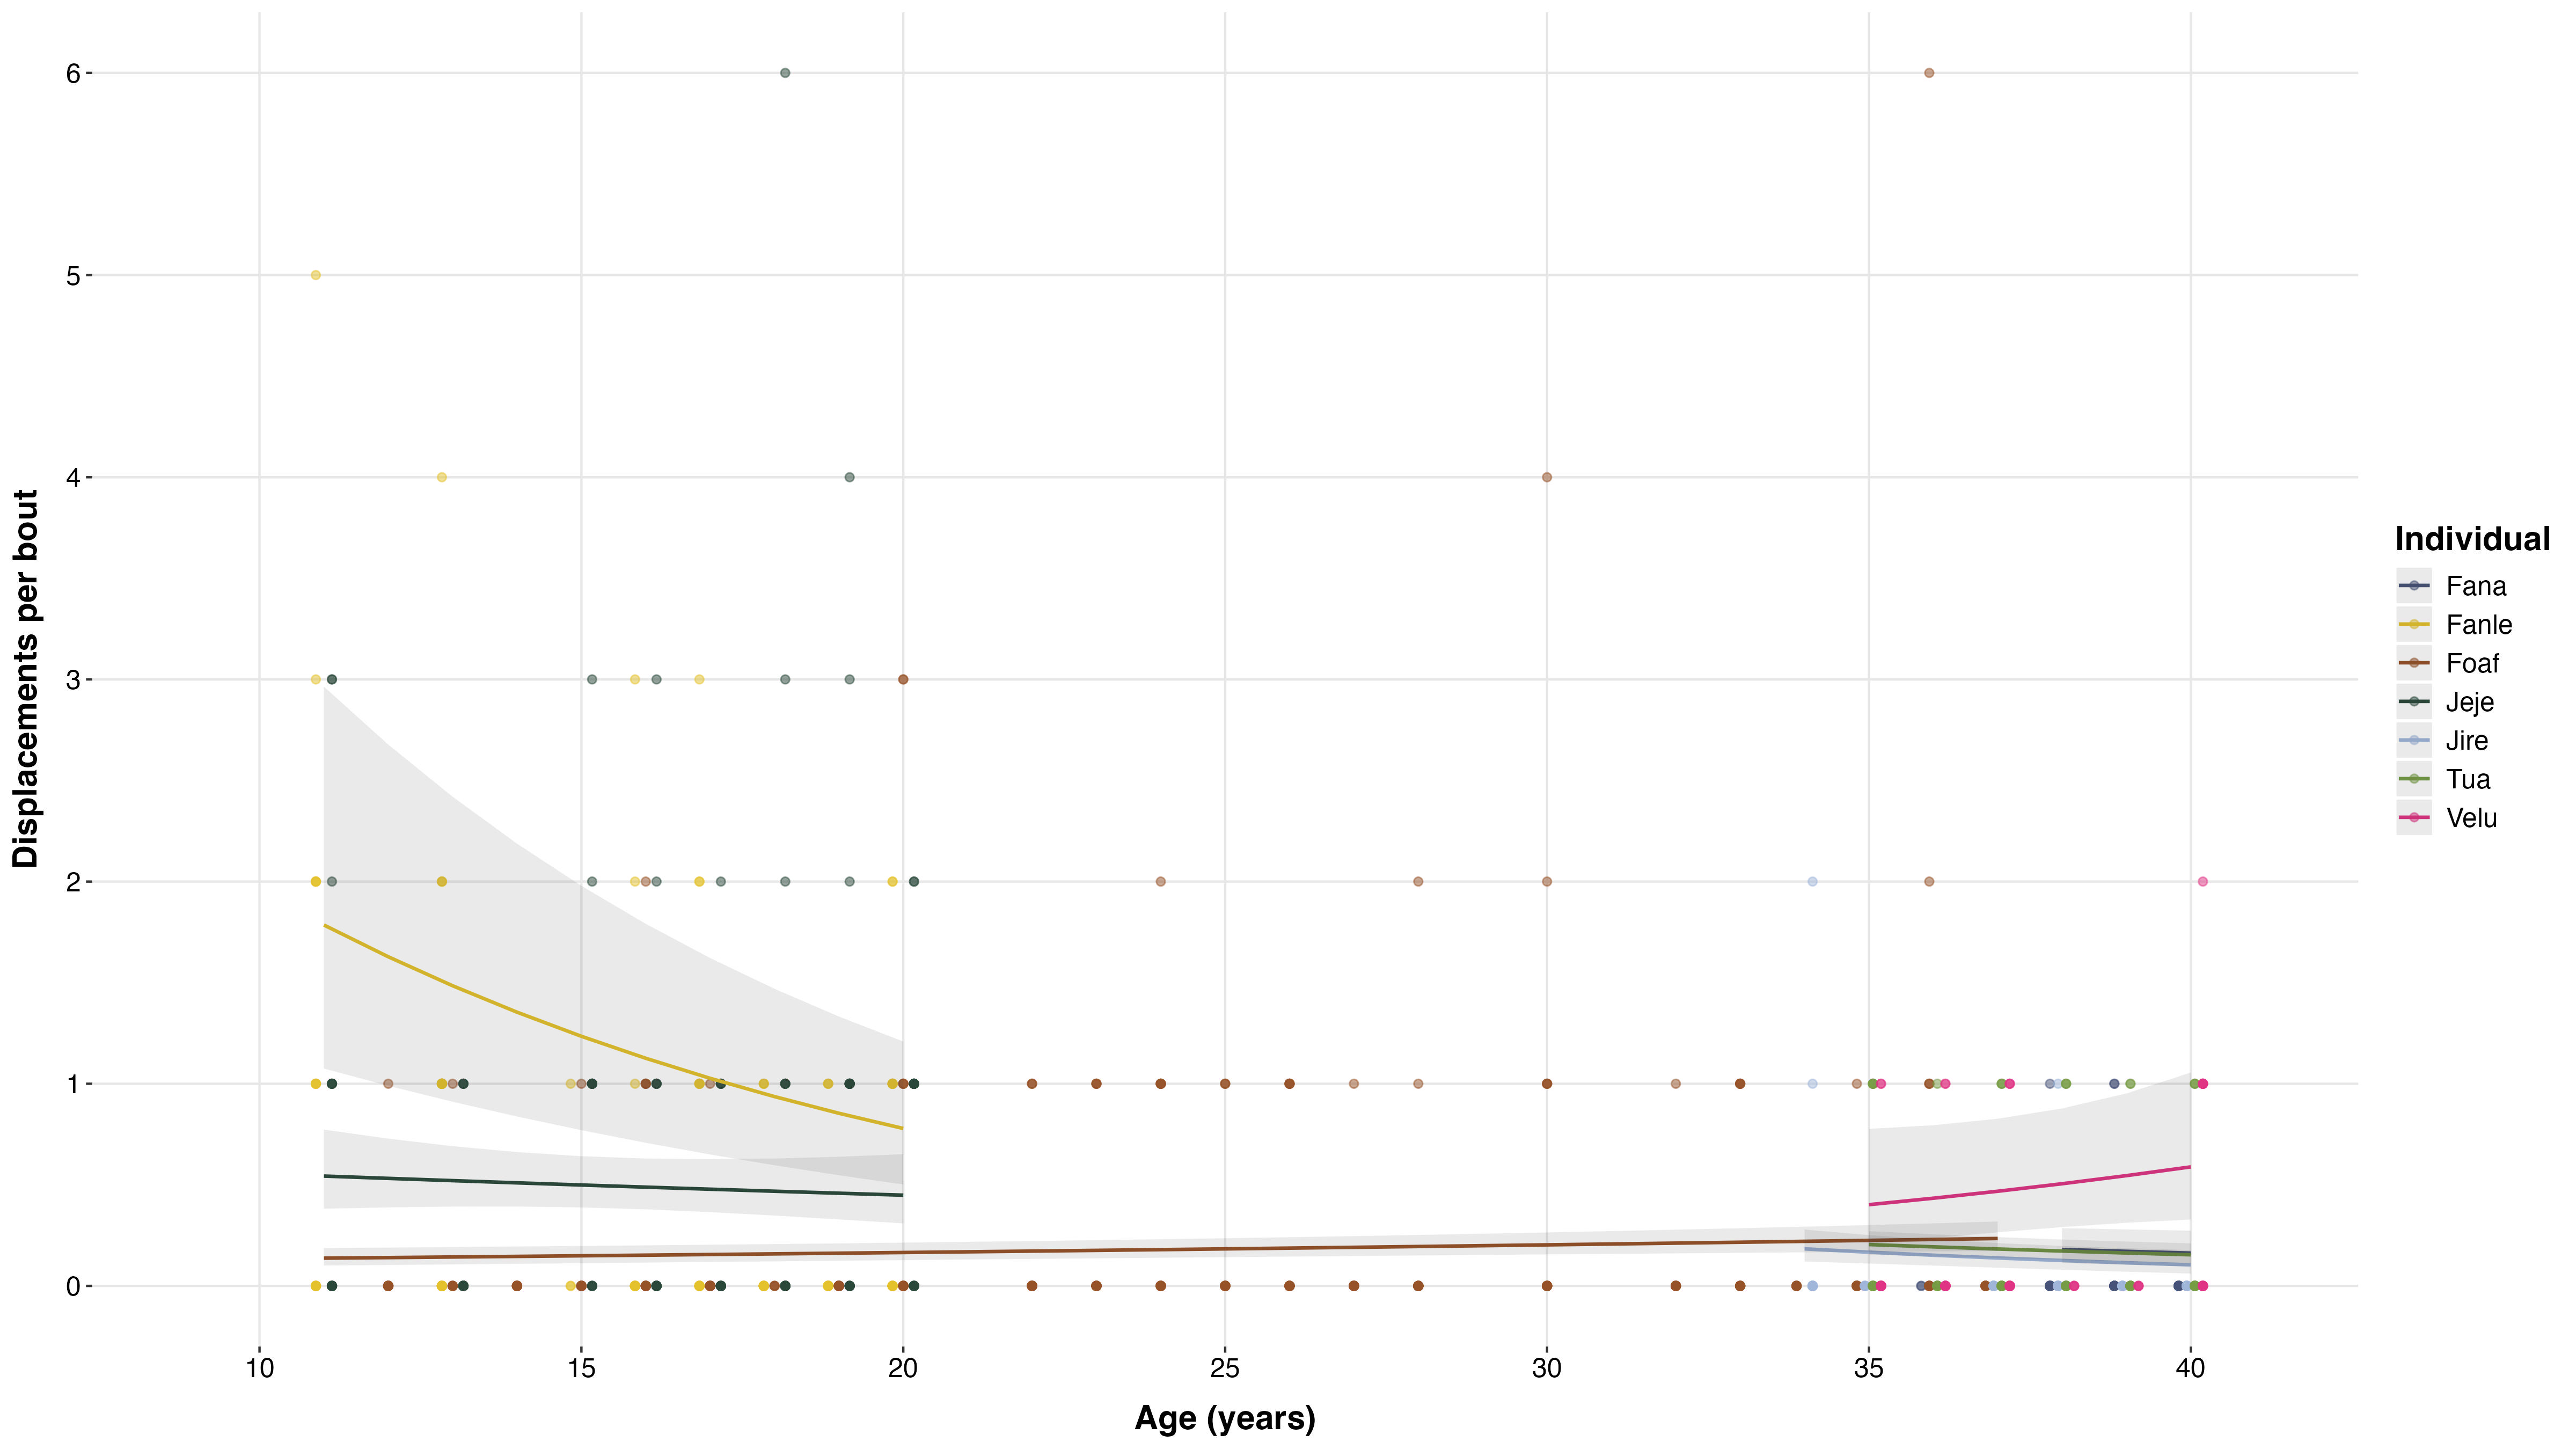 6
5
4
3
2
1
0
Displacements per bout
10 15 20 25 30 35 40
Age (years)
Individual
Fana
Fanle
Foaf
Jeje
Jire
Tua
Velu